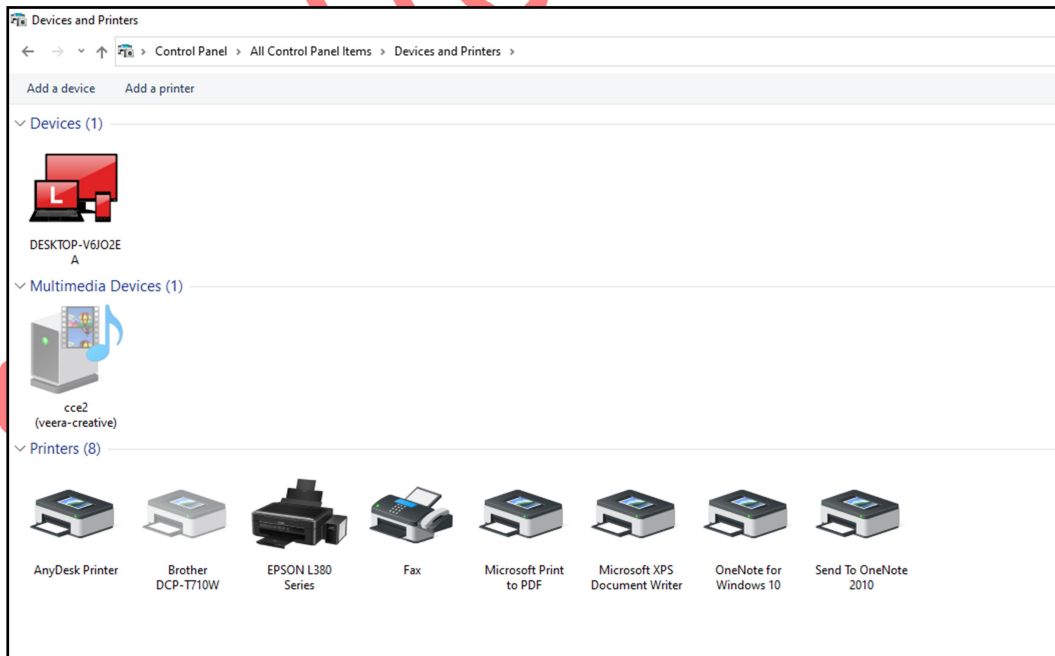 Devices and Printers
Control Panel > All Control Panel Items > Devices and Printers >
Add a device Add a printer
Devices (1)
L
DESKTOP-V6JO2E
A
Multimedia Devices (1)
cce2
(veera-creative)
Printers (8)
AnyDesk Printer
Brother
DCP-T710W
EPSON L380
Series
Fax
Microsoft Print
to PDF
Microsoft XPS
Document Writer
OneNote for
Windows 10
Send To OneNote
2010